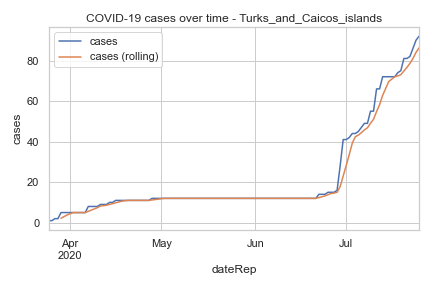 COVID-19 cases over time - Turks_and_Caicos_islands
cases
cases (rolling)
80
60
40
20
0
cases
Apr
2020
May
Jun
Jul
dateRep